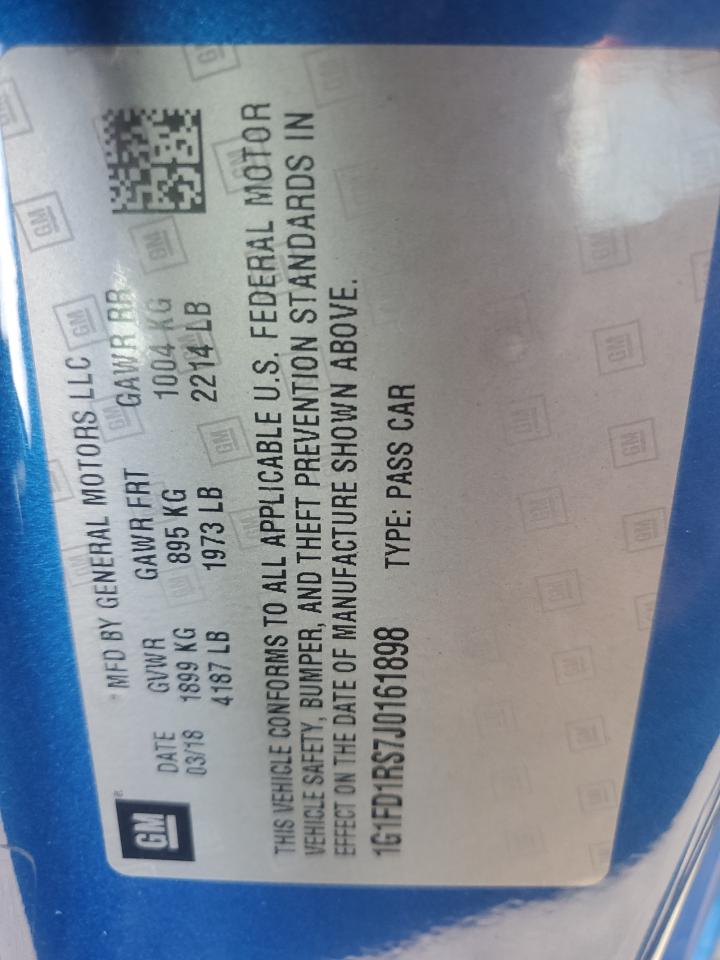 GM®
MFD BY GENERAL MOTORS LLC
DATE GVWR GAWR FRT GAWR RR
03/18 1899 KG 895 KG 1004 KG
4187 LB 1973 LB 2214 LB
THIS VEHICLE CONFORMS TO ALL APPLICABLE U.S. FEDERAL MOTOR
VEHICLE SAFETY, BUMPER, AND THEFT PREVENTION STANDARDS IN
EFFECT ON THE DATE OF MANUFACTURE SHOWN ABOVE.
1G1FD1RS7J0161898 TYPE: PASS CAR